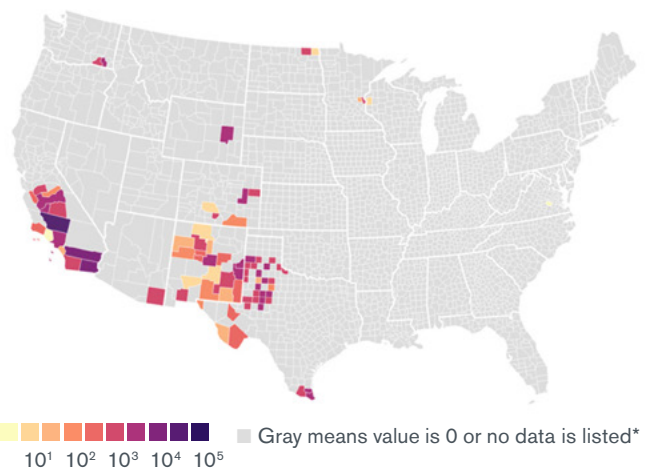 Gray means value is 0 or no data is listed*
10¹ 10² 10³ 10⁴ 10⁵